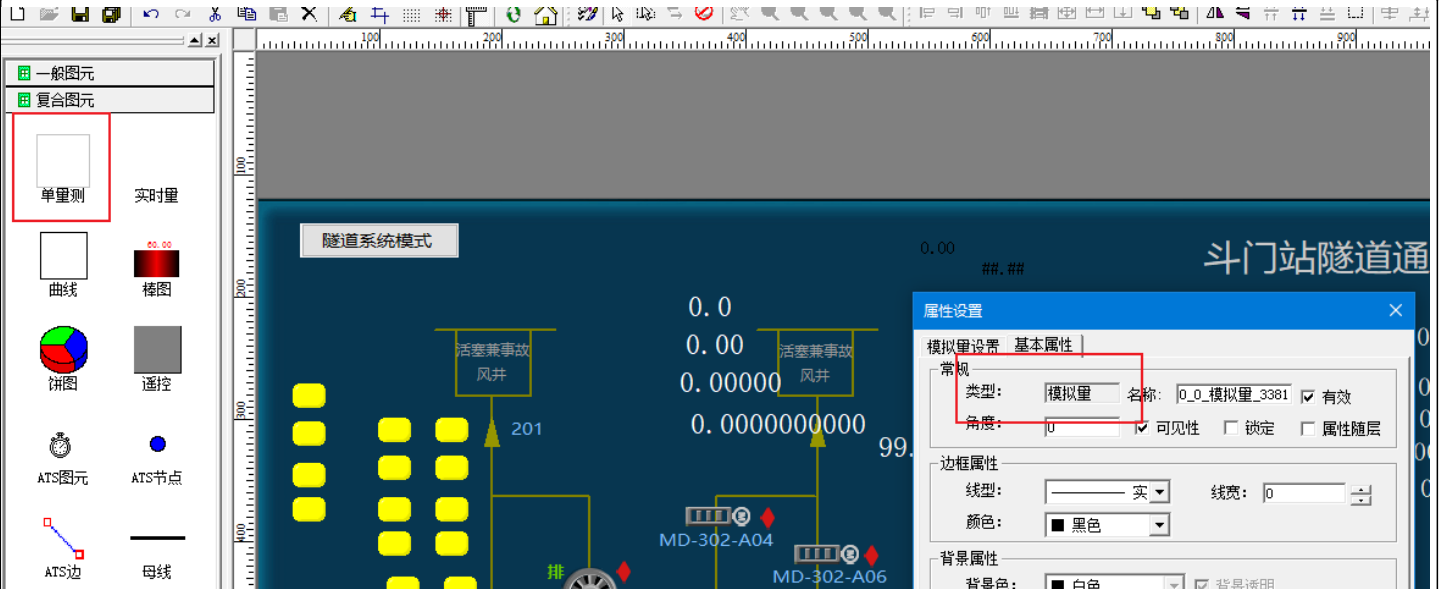 100 200 300 400 500 600 700 800 900
一般图元
复合图元
单量测 实时量
60.00
曲线 棒图
饼图 遥控
ATS图元 ATS节点
ATS边 母线
100
200
300
400
隧道系统模式
0.00
##.##
斗门站隧道通
0.0
0.00
0.00000
0.0000000000
99.
活塞兼事故
风井
活塞兼事故
风井
201
MD-302-A04
MD-302-A06
排
属性设置
模拟量设置 基本属性
常规
类型: 模拟量 名称: 0_0_模拟量_3381 有效
角度: 0 可见性 锁定 属性随层
边框属性
线型: 实 线宽: 0
颜色: 黑色
背景属性
背景色: 白色 背景透明